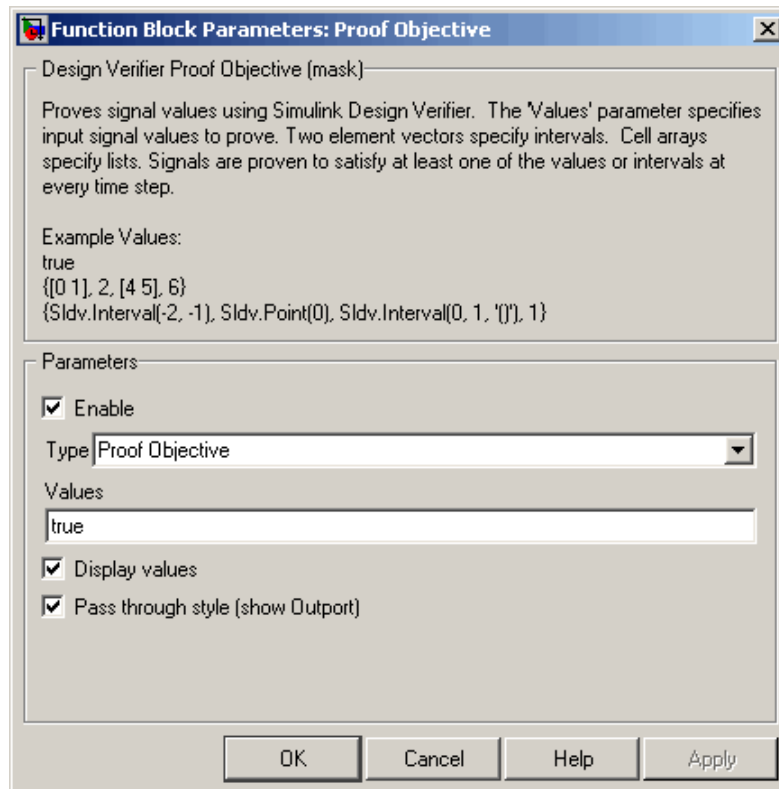 Function Block Parameters: Proof Objective
Design Verifier Proof Objective (mask)
Proves signal values using Simulink Design Verifier.  The 'Values' parameter specifies
input signal values to prove. Two element vectors specify intervals.  Cell arrays
specify lists. Signals are proven to satisfy at least one of the values or intervals at
every time step.
Example Values:
true
{[0 1], 2, [4 5], 6}
{Sldv.Interval(-2, -1), Sldv.Point(0), Sldv.Interval(0, 1, '()'), 1}
Parameters
Enable
Type Proof Objective
Values
true
Display values
Pass through style (show Outport)
OK Cancel Help Apply